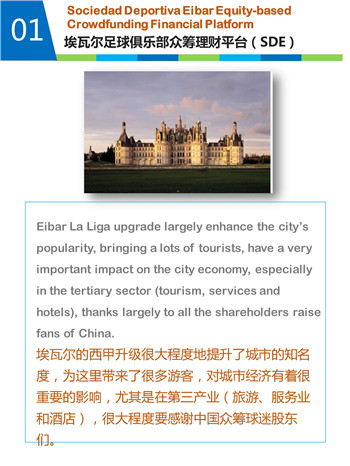 01
Sociedad Deportiva Eibar Equity-based
Crowdfunding Financial Platform
埃瓦尔足球俱乐部众筹理财平台（SDE）
Eibar La Liga upgrade largely enhance the city's
popularity, bringing a lots of tourists, have a very
important impact on the city economy, especially
in the tertiary sector (tourism, services and
hotels), thanks largely to all the shareholders raise
fans of China.
埃瓦尔的西甲升级很大程度地提升了城市的知名
度，为这里带来了很多游客，对城市经济有着很
重要的影响，尤其是在第三产业（旅游、服务业
和酒店），很大程度要感谢中国众筹球迷股东
们。